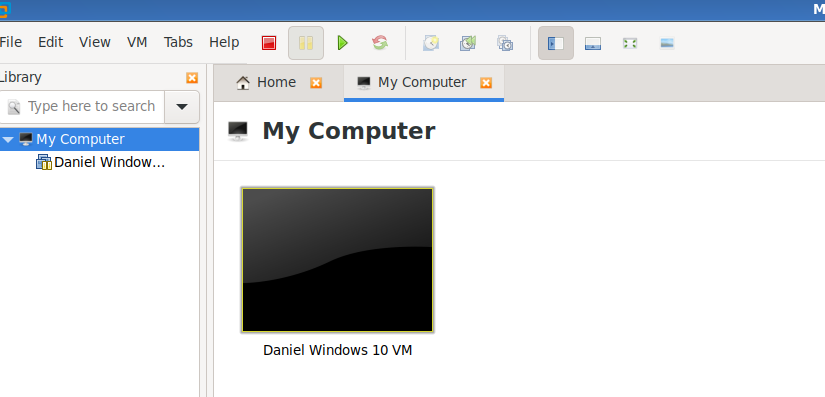 M
File Edit View VM Tabs Help
Library
Home
My Computer
Type here to search
My Computer
My Computer
Daniel Window...
Daniel Windows 10 VM